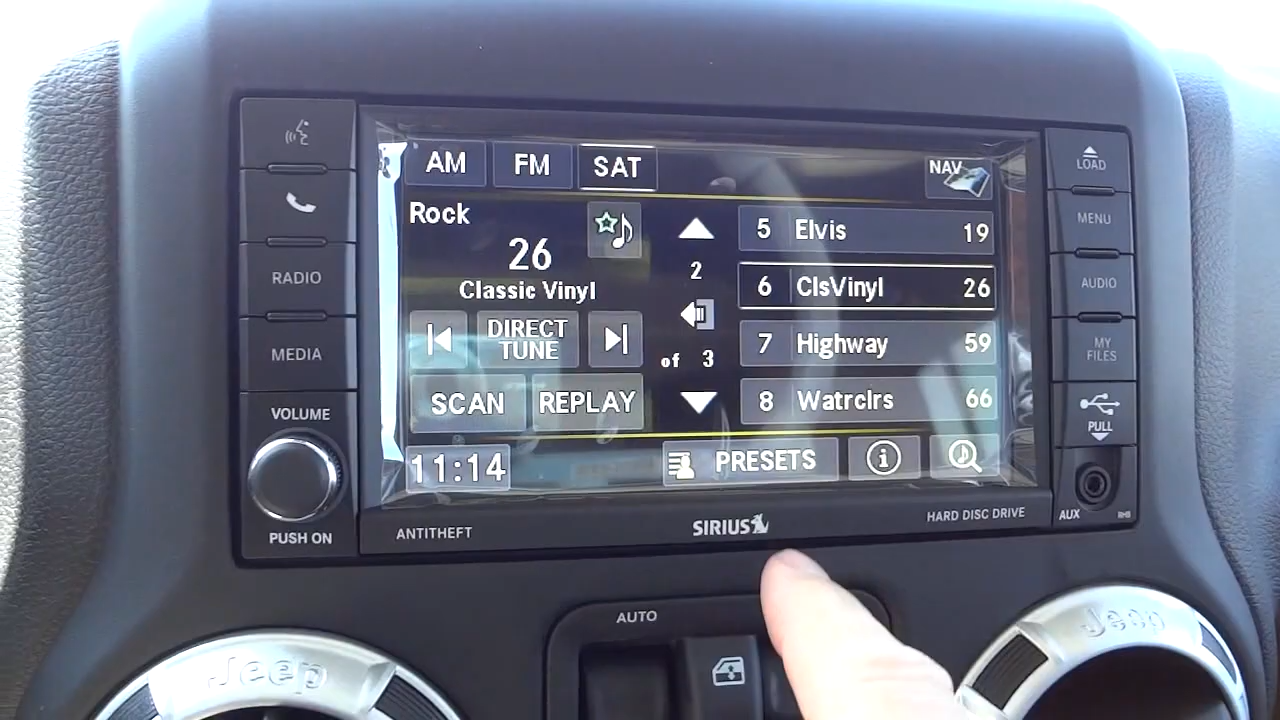 AM FM SAT NAV
Rock
26
Classic Vinyl
DIRECT
TUNE
SCAN REPLAY
11:14
2
of 3
5 Elvis 19
6 ClsVinyl 26
7 Highway 59
8 Watrclrs 66
PRESETS
i
RADIO
MEDIA
VOLUME
PUSH ON
LOAD
MENU
AUDIO
MY
FILES
PULL
AUX
ANTITHEFT
SIRIUS
HARD DISC DRIVE
AUTO
Jeep
Jeep